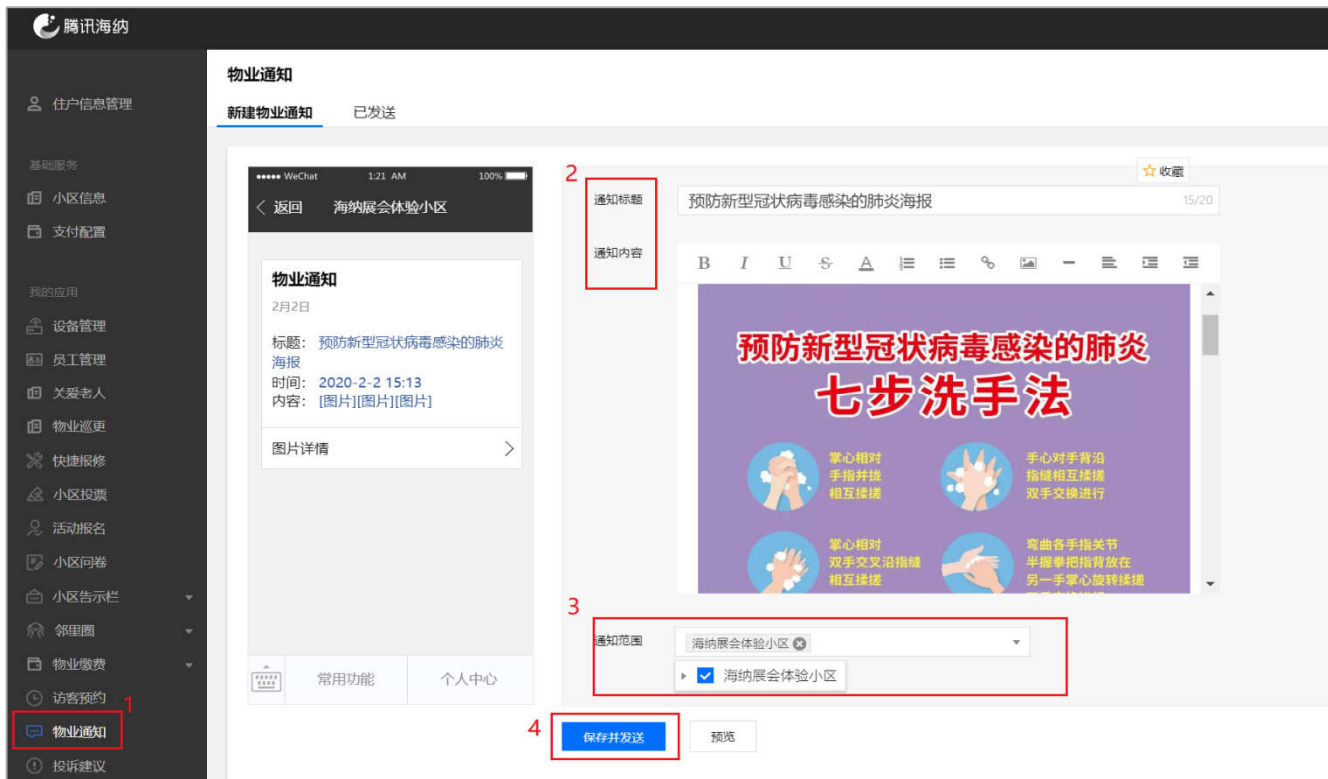 腾讯海纳
住户信息管理
基础服务
小区信息
支付配置
我的应用
设备管理
员工管理
关爱老人
物业巡更
快捷报修
小区投票
活动报名
小区问卷
小区告示栏
邻里圈
物业缴费
访客预约
1
物业通知
投诉建议
物业通知
新建物业通知 已发送
WeChat 1:21 AM 100%
返回 海纳展会体验小区
物业通知
2月2日
标题： 预防新型冠状病毒感染的肺炎
海报
时间： 2020-2-2 15:13
内容： [图片][图片][图片]
图片详情
常用功能 个人中心
收藏
2
通知标题 预防新型冠状病毒感染的肺炎海报 15/20
通知内容
B I U S A
预防新型冠状病毒感染的肺炎
七步洗手法
掌心相对
手指并拢
相互揉搓
手心对手背沿
指缝相互揉搓
双手交换进行
掌心相对
双手交叉沿指缝
相互揉搓
弯曲各手指关节
半握拳把指背放在
另一手掌心旋转揉搓
3
通知范围 海纳展会体验小区
海纳展会体验小区
4
保存并发送 预览